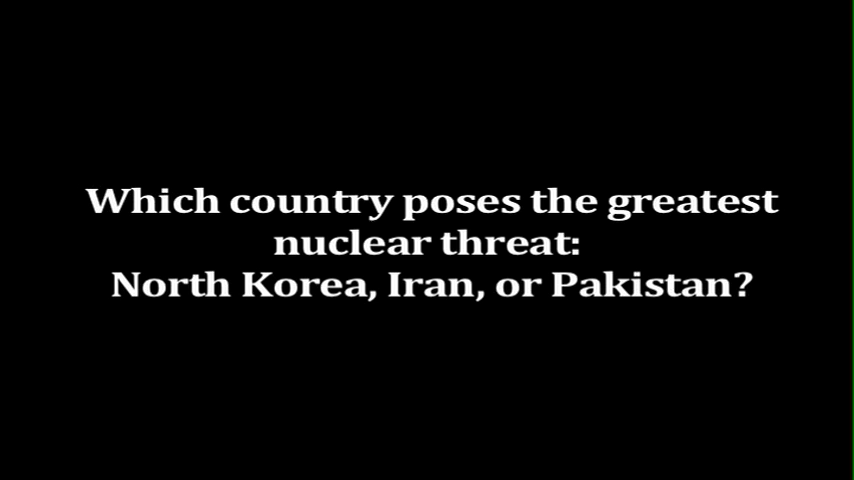 Which country poses the greatest
nuclear threat:
North Korea, Iran, or Pakistan?